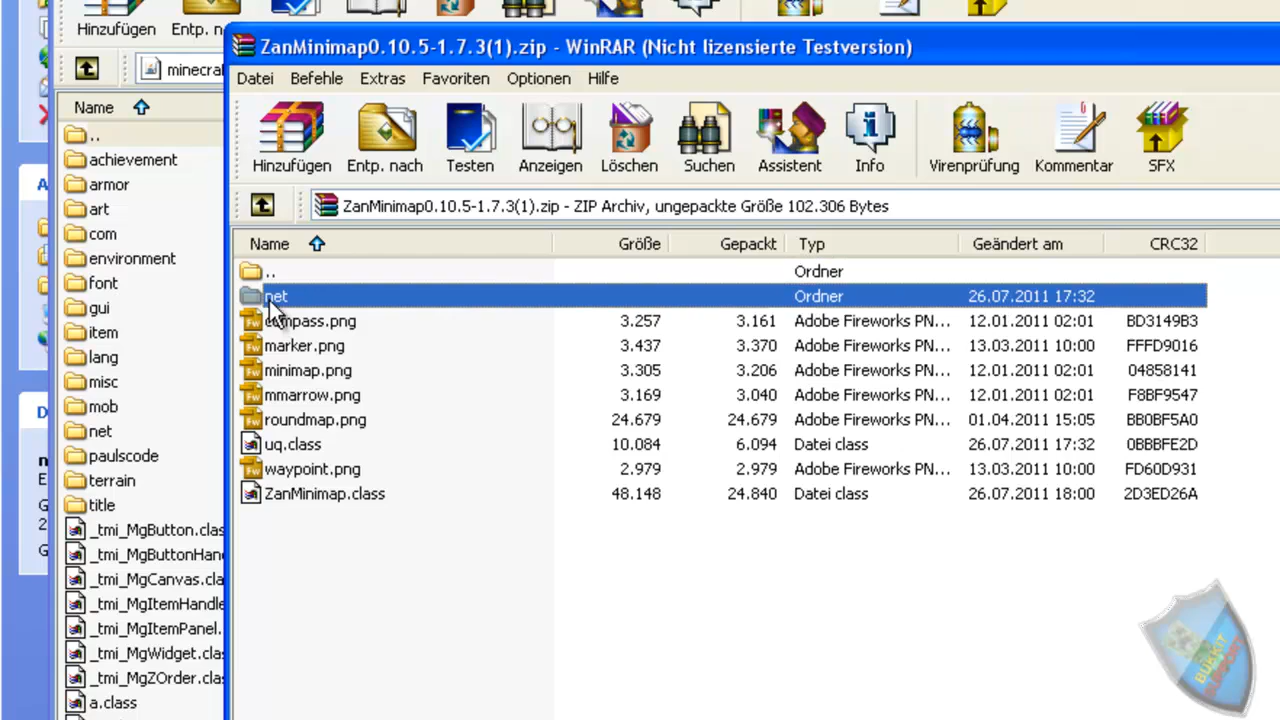 Hinzufügen Entp. n
minecra
Name
..
achievement
armor
art
com
environment
font
gui
item
lang
misc
mob
net
paulscode
terrain
title
_tmi_MgButton.clas
_tmi_MgButtonHan
_tmi_MgCanvas.cla
_tmi_MgItemHandle
_tmi_MgItemPanel.
_tmi_MgWidget.cla
_tmi_MgZOrder.cla
a.class
ZanMinimap0.10.5-1.7.3(1).zip - WinRAR (Nicht lizensierte Testversion)
Datei Befehle Extras Favoriten Optionen Hilfe
Hinzufügen Entp. nach Testen Anzeigen Löschen Suchen Assistent Info Virenprüfung Kommentar SFX
ZanMinimap0.10.5-1.7.3(1).zip - ZIP Archiv, ungepackte Größe 102.306 Bytes
Name Größe Gepackt Typ Geändert am CRC32
.. Ordner
net Ordner 26.07.2011 17:32
compass.png 3.257 3.161 Adobe Fireworks PN... 12.01.2011 02:01 BD3149B3
marker.png 3.437 3.370 Adobe Fireworks PN... 13.03.2011 10:00 FFFD9016
minimap.png 3.305 3.206 Adobe Fireworks PN... 12.01.2011 02:01 04858141
mmarrow.png 3.169 3.040 Adobe Fireworks PN... 12.01.2011 02:01 F8BF9547
roundmap.png 24.679 24.679 Adobe Fireworks PN... 01.04.2011 15:05 BB0BF5A0
uq.class 10.084 6.094 Datei class 26.07.2011 17:32 0BBBFE2D
waypoint.png 2.979 2.979 Adobe Fireworks PN... 13.03.2011 10:00 FD60D931
ZanMinimap.class 48.148 24.840 Datei class 26.07.2011 18:00 2D3ED26A
BUKKIT